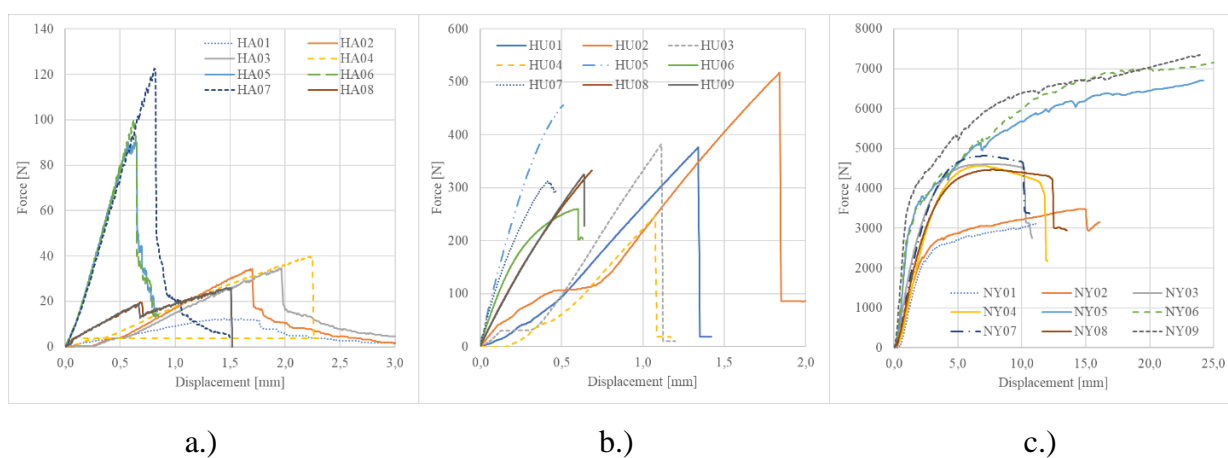 140
120
100
80
60
40
20
0
Force [N]
HA01 HA02
HA03 HA04
HA05 HA06
HA07 HA08
0,0 0,5 1,0 1,5 2,0 2,5 3,0
Displacement [mm]
a.)
600
500
400
300
200
100
0
Force [N]
HU01 HU02 HU03
HU04 HU05 HU06
HU07 HU08 HU09
0,0 0,5 1,0 1,5 2,0
Displacement [mm]
b.)
8000
7000
6000
5000
4000
3000
2000
1000
0
Force [N]
NY01 NY02 NY03
NY04 NY05 NY06
NY07 NY08 NY09
0,0 5,0 10,0 15,0 20,0 25,0
Displacement [mm]
c.)